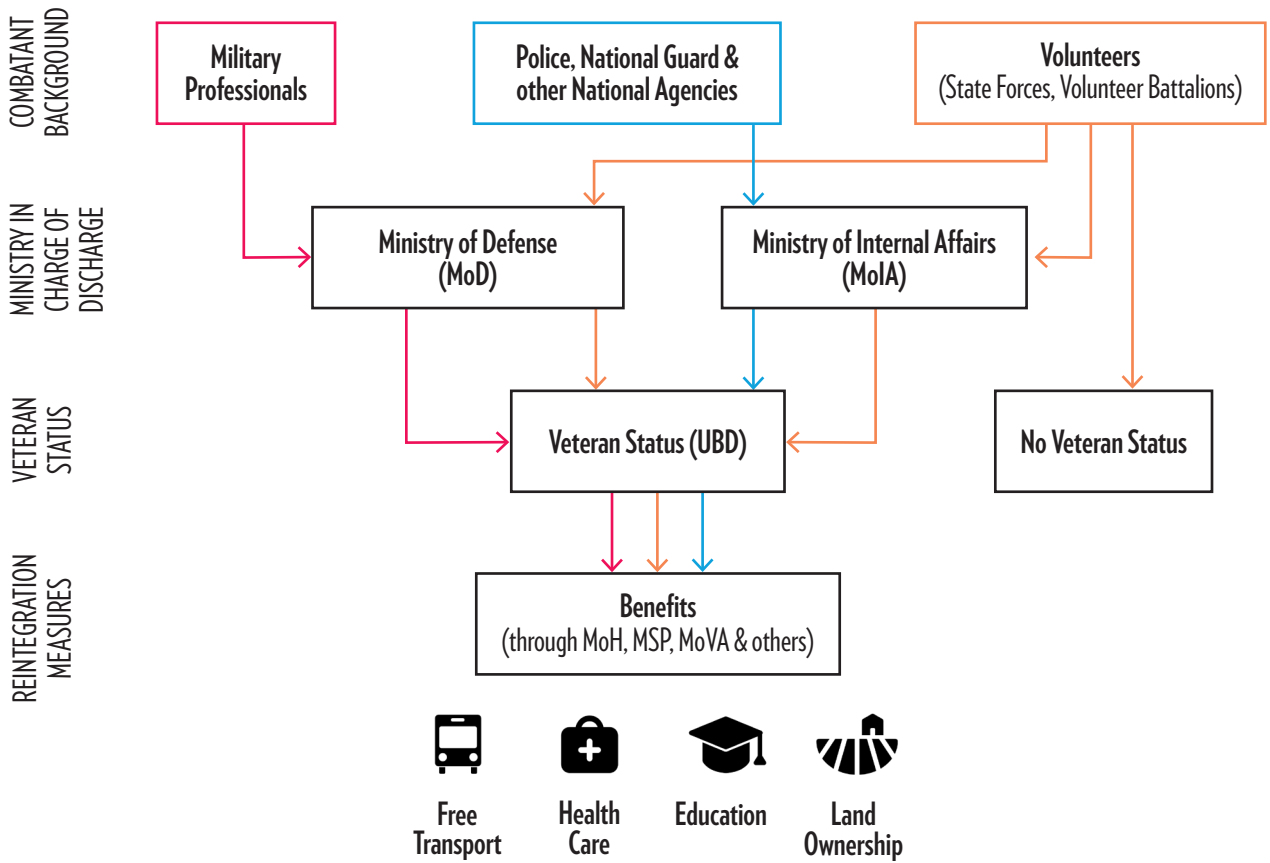 COMBATANT
BACKGROUND
Military
Professionals
Police, National Guard &
other National Agencies
Volunteers
(State Forces, Volunteer Battalions)
MINISTRY IN
CHARGE OF
DISCHARGE
Ministry of Defense
(MoD)
Ministry of Internal Affairs
(MoIA)
VETERAN
STATUS
Veteran Status (UBD)
No Veteran Status
REINTEGRATION
MEASURES
Benefits
(through MoH, MSP, MoVA & others)
Free
Transport
Health
Care
Education
Land
Ownership